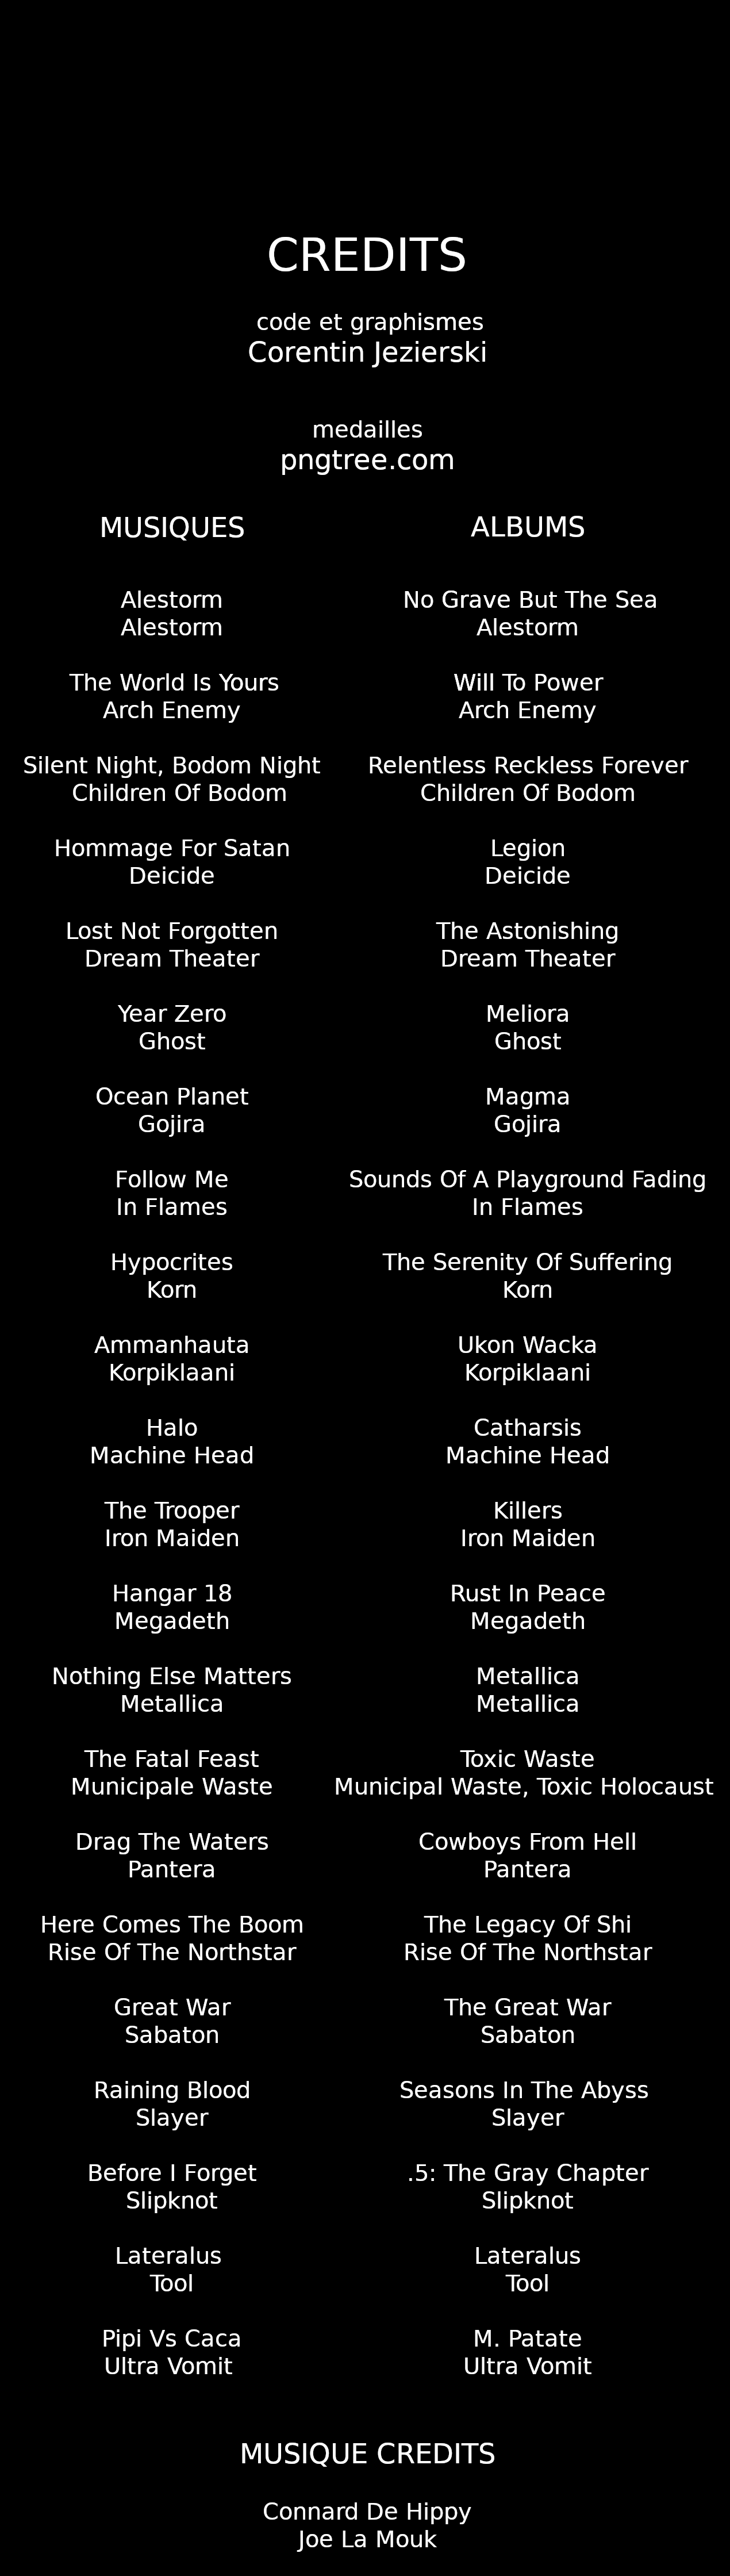 CREDITS
code et graphismes
Corentin Jezierski
medailles
pngtree.com
MUSIQUES
Alestorm
Alestorm
The World Is Yours
Arch Enemy
Silent Night, Bodom Night
Children Of Bodom
Hommage For Satan
Deicide
Lost Not Forgotten
Dream Theater
Year Zero
Ghost
Ocean Planet
Gojira
Follow Me
In Flames
Hypocrites
Korn
Ammanhauta
Korpiklaani
Halo
Machine Head
The Trooper
Iron Maiden
Hangar 18
Megadeth
Nothing Else Matters
Metallica
The Fatal Feast
Municipale Waste
Drag The Waters
Pantera
Here Comes The Boom
Rise Of The Northstar
Great War
Sabaton
Raining Blood
Slayer
Before I Forget
Slipknot
Lateralus
Tool
Pipi Vs Caca
Ultra Vomit
ALBUMS
No Grave But The Sea
Alestorm
Will To Power
Arch Enemy
Relentless Reckless Forever
Children Of Bodom
Legion
Deicide
The Astonishing
Dream Theater
Meliora
Ghost
Magma
Gojira
Sounds Of A Playground Fading
In Flames
The Serenity Of Suffering
Korn
Ukon Wacka
Korpiklaani
Catharsis
Machine Head
Killers
Iron Maiden
Rust In Peace
Megadeth
Metallica
Metallica
Toxic Waste
Municipal Waste, Toxic Holocaust
Cowboys From Hell
Pantera
The Legacy Of Shi
Rise Of The Northstar
The Great War
Sabaton
Seasons In The Abyss
Slayer
.5: The Gray Chapter
Slipknot
Lateralus
Tool
M. Patate
Ultra Vomit
MUSIQUE CREDITS
Connard De Hippy
Joe La Mouk